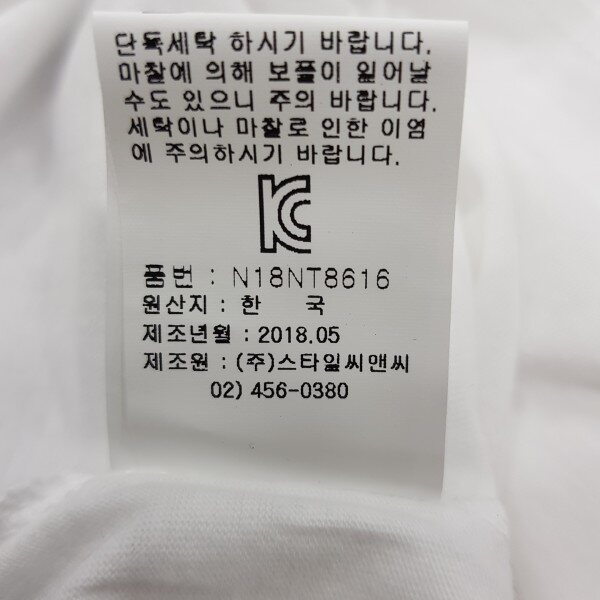 단독세탁 하시기 바랍니다.
마찰에 의해 보플이 일어날
수도 있으니 주의 바랍니다.
세탁이나 마찰로 인한 이염
에 주의하시기 바랍니다.
KC
품번 : N18NT8616
원산지 : 한 국
제조년월 : 2018.05
제조원 : (주)스타일씨앤씨
02) 456-0380